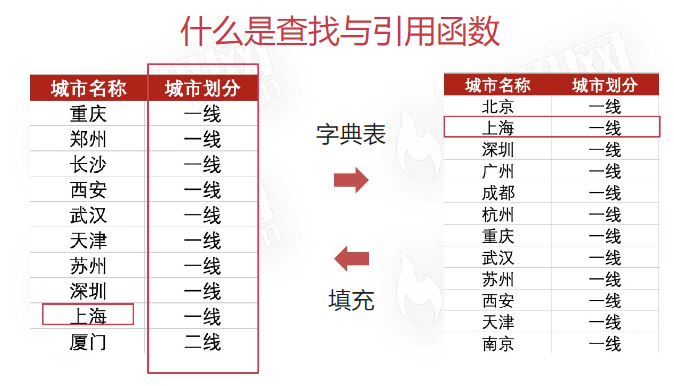 什么是查找与引用函数
城市名称 城市划分
重庆 一线
郑州 一线
长沙 一线
西安 一线
武汉 一线
天津 一线
苏州 一线
深圳 一线
上海 一线
厦门 二线
字典表
填充
城市名称 城市划分
北京 一线
上海 一线
深圳 一线
广州 一线
成都 一线
杭州 一线
重庆 一线
武汉 一线
苏州 一线
西安 一线
天津 一线
南京 一线